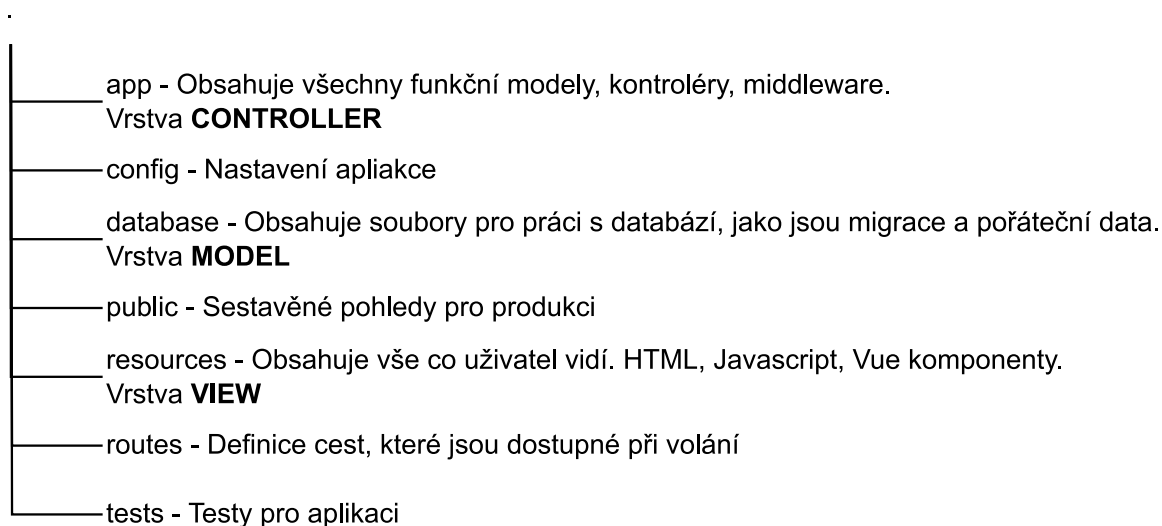 .
app - Obsahuje všechny funkční modely, kontroléry, middleware.
Vrstva CONTROLLER
config - Nastavení apliakce
database - Obsahuje soubory pro práci s databází, jako jsou migrace a pořáteční data.
Vrstva MODEL
public - Sestavěné pohledy pro produkci
resources - Obsahuje vše co uživatel vidí. HTML, Javascript, Vue komponenty.
Vrstva VIEW
routes - Definice cest, které jsou dostupné při volání
tests - Testy pro aplikaci